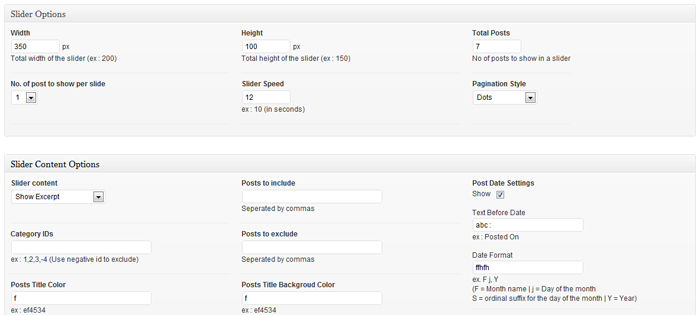 Slider Options
Width Height Total Posts
350 px 100 px 7
Total width of the slider (ex : 200) Total height of the slider (ex : 150) No of posts to show in a slider
No. of post to show per slide Slider Speed Pagination Style
1 12 Dots
ex : 10 (in seconds)
Slider Content Options
Slider content Posts to include Post Date Settings
Show Excerpt Show
Seperated by commas
Text Before Date
abc :
ex : Posted On
Category IDs Posts to exclude
ex : 1,2,3,-4 (Use negative id to exclude) Seperated by commas
Date Format
ffhfh
ex. F j, Y
(F = Month name | j = Day of the month
S = ordinal suffix for the day of the month | Y = Year)
Posts Title Color Posts Title Backgroud Color
f f
ex : ef4534 ex : ef4534